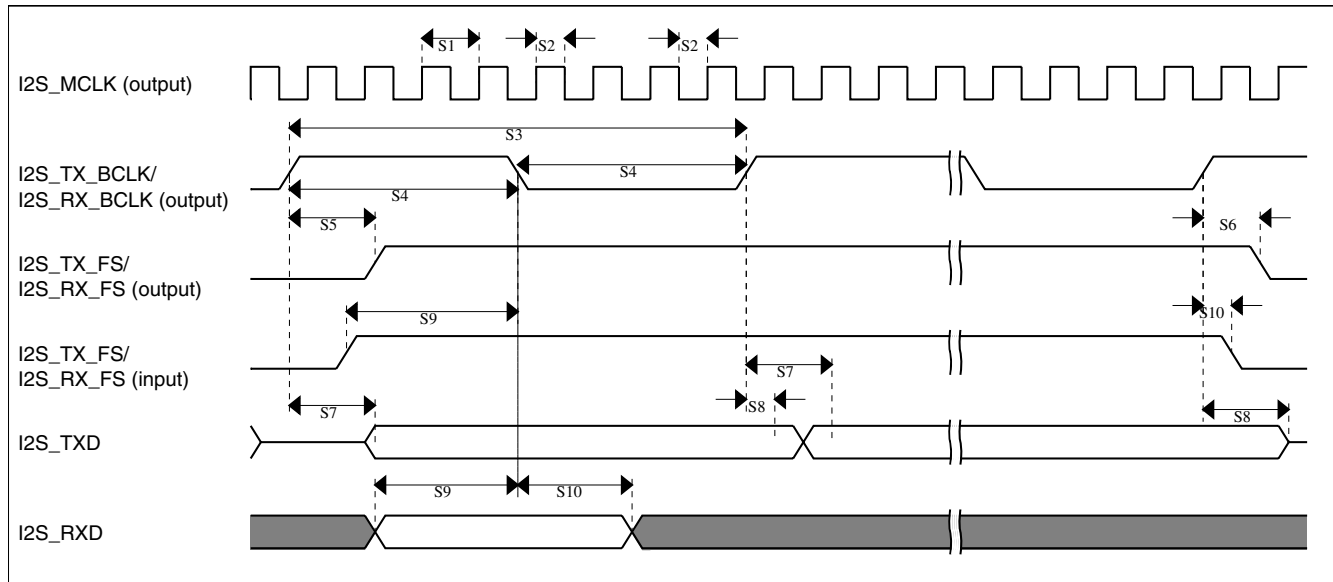 S1 S2 S2
I2S_MCLK (output)
S3
I2S_TX_BCLK/
I2S_RX_BCLK (output)
S4
S4
S5 S6
I2S_TX_FS/
I2S_RX_FS (output)
S9 S10
I2S_TX_FS/
I2S_RX_FS (input)
S7
S7 S8 S8
I2S_TXD
S9 S10
I2S_RXD